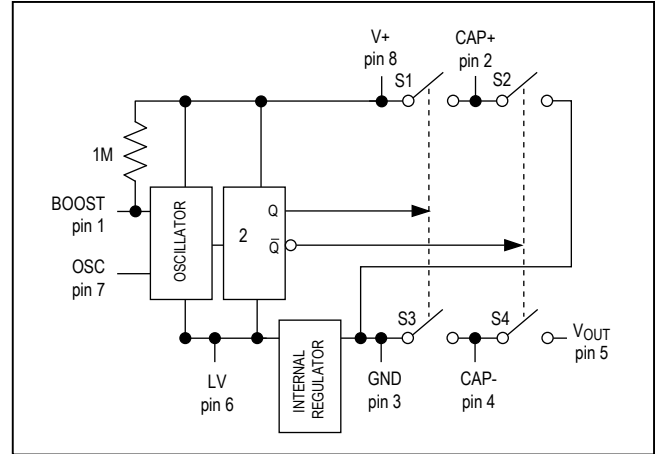 V+
pin 8
CAP+
pin 2
S1
S2
1M
BOOST
pin 1
OSCILLATOR
2
Q
Q̅
OSC
pin 7
S3
S4
VOUT
pin 5
LV
pin 6
INTERNAL
REGULATOR
GND
pin 3
CAP-
pin 4